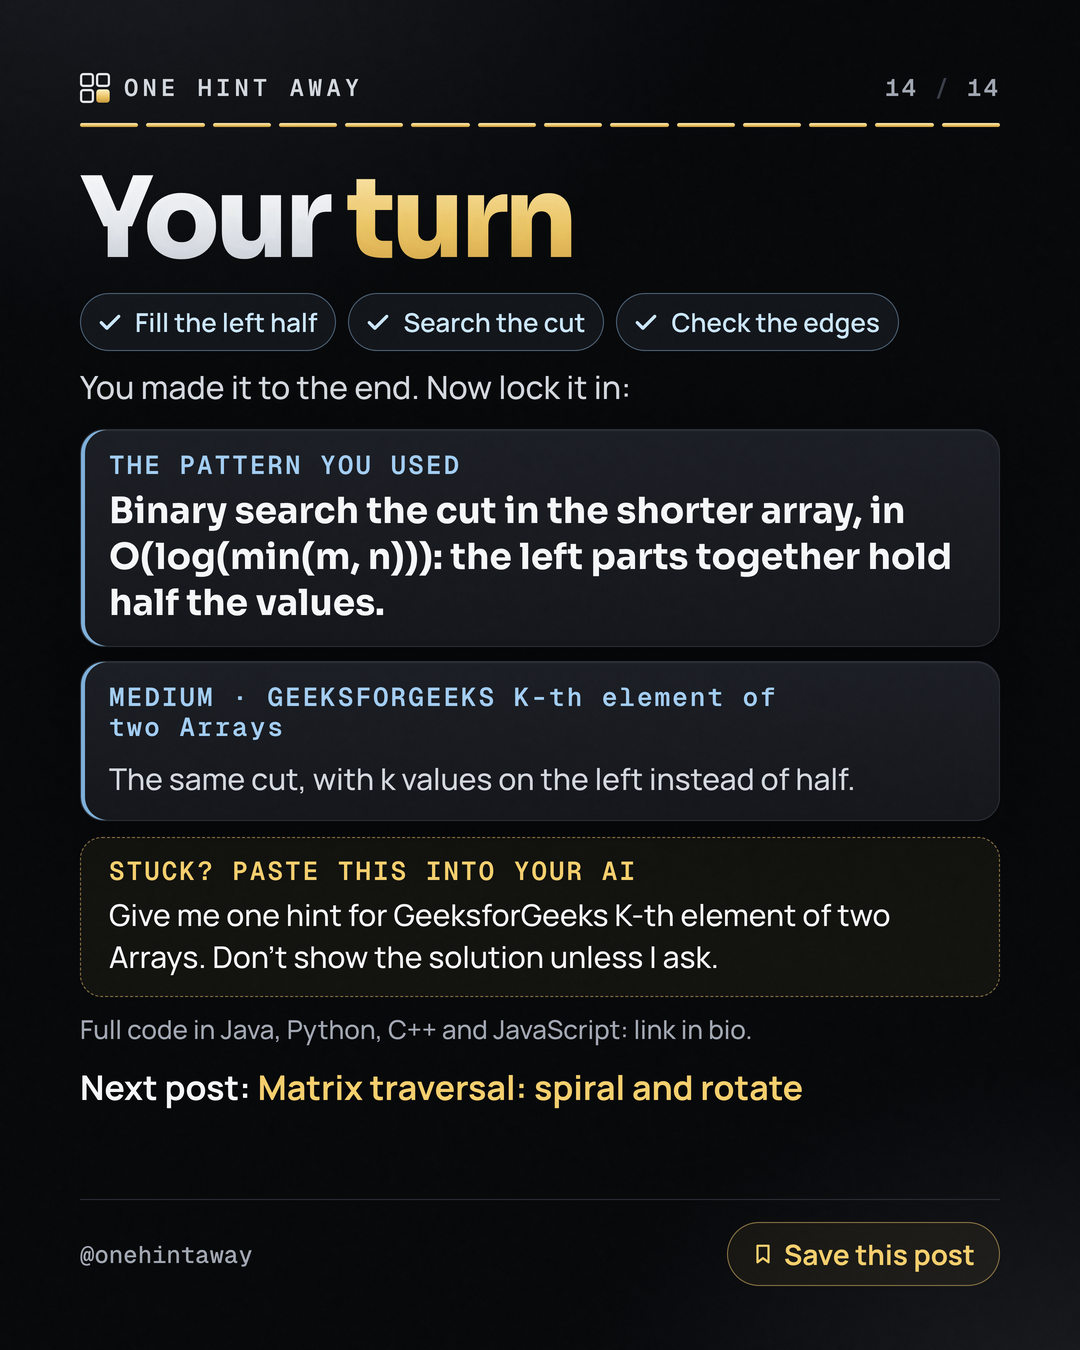 ONE HINT AWAY
14 / 14
Your turn
Fill the left half
Search the cut
Check the edges
You made it to the end. Now lock it in:
THE PATTERN YOU USED
Binary search the cut in the shorter array, in
O(log(min(m, n))): the left parts together hold
half the values.
MEDIUM · GEEKSFORGEEKS K-th element of
two Arrays
The same cut, with k values on the left instead of half.
STUCK? PASTE THIS INTO YOUR AI
Give me one hint for GeeksforGeeks K-th element of two
Arrays. Don’t show the solution unless I ask.
Full code in Java, Python, C++ and JavaScript: link in bio.
Next post: Matrix traversal: spiral and rotate
@onehintaway
Save this post